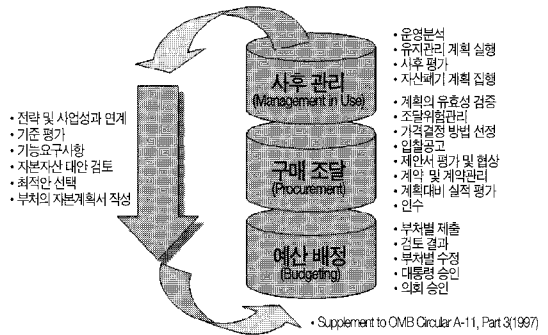 • 전략 및 사업성과 연계
• 기준 평가
• 기능요구사항
• 자본자산 대안 검토
• 최적안 선택
• 부처의 자본계획서 작성
사후 관리
(Management in Use)
• 운영분석
• 유지관리 계획 실행
• 사후 평가
• 자산폐기 계획 집행
구매 조달
(Procurement)
• 계획의 유효성 검증
• 조달위험관리
• 가격결정 방법 선정
• 입찰공고
• 제안서 평가 및 협상
• 계약 및 계약관리
• 계획대비 실적 평가
• 인수
예산 배정
(Budgeting)
• 부처별 제출
• 검토 결과
• 부처별 수정
• 대통령 승인
• 의회 승인
• Supplement to OMB Circular A-11, Part 3(1997)